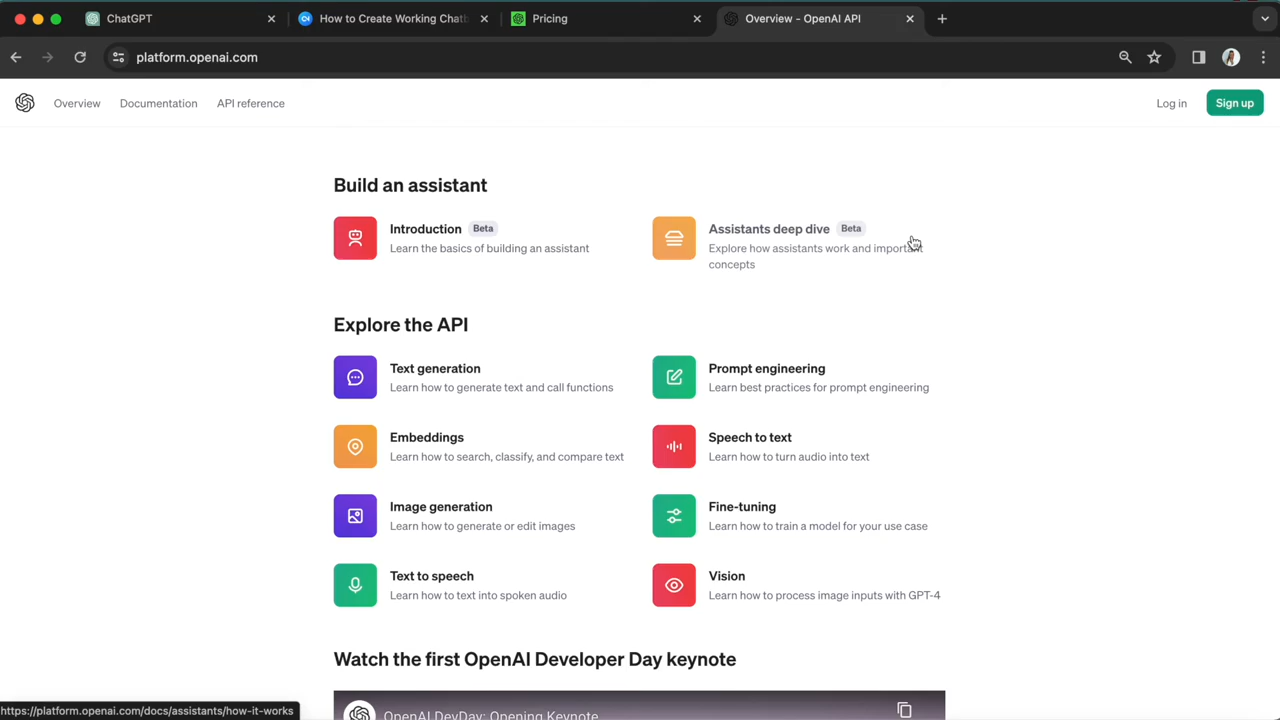 ChatGPT
How to Create Working Chatb
Pricing
Overview - OpenAI API
platform.openai.com
Overview
Documentation
API reference
Log in
Sign up
Build an assistant
Introduction Beta
Learn the basics of building an assistant
Assistants deep dive Beta
Explore how assistants work and important
concepts
Explore the API
Text generation
Learn how to generate text and call functions
Prompt engineering
Learn best practices for prompt engineering
Embeddings
Learn how to search, classify, and compare text
Speech to text
Learn how to turn audio into text
Image generation
Learn how to generate or edit images
Fine-tuning
Learn how to train a model for your use case
Text to speech
Learn how to text into spoken audio
Vision
Learn how to process image inputs with GPT-4
Watch the first OpenAI Developer Day keynote
OpenAI DevDay: Opening Keynote
https://platform.openai.com/docs/assistants/how-it-works